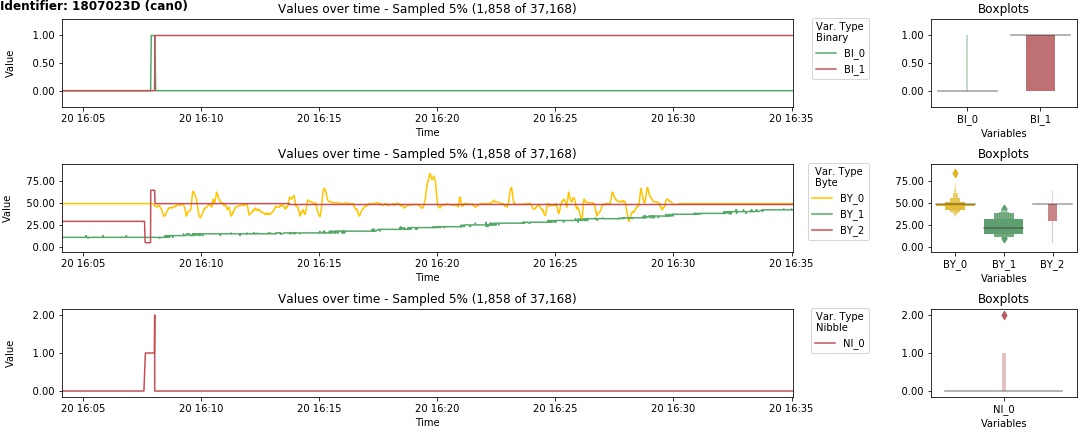 Identifier: 1807023D (can0)
Values over time - Sampled 5% (1,858 of 37,168)
Value
1.00
0.50
0.00
20 16:05 20 16:10 20 16:15 20 16:20 20 16:25 20 16:30 20 16:35
Time
Var. Type
Binary
BI_0
BI_1
Boxplots
1.00
0.50
0.00
BI_0 BI_1
Variables
Values over time - Sampled 5% (1,858 of 37,168)
Value
75.00
50.00
25.00
0.00
20 16:05 20 16:10 20 16:15 20 16:20 20 16:25 20 16:30 20 16:35
Time
Var. Type
Byte
BY_0
BY_1
BY_2
Boxplots
75.00
50.00
25.00
0.00
BY_0 BY_1 BY_2
Variables
Values over time - Sampled 5% (1,858 of 37,168)
Value
2.00
1.00
0.00
20 16:05 20 16:10 20 16:15 20 16:20 20 16:25 20 16:30 20 16:35
Time
Var. Type
Nibble
NI_0
Boxplots
2.00
1.00
0.00
NI_0
Variables